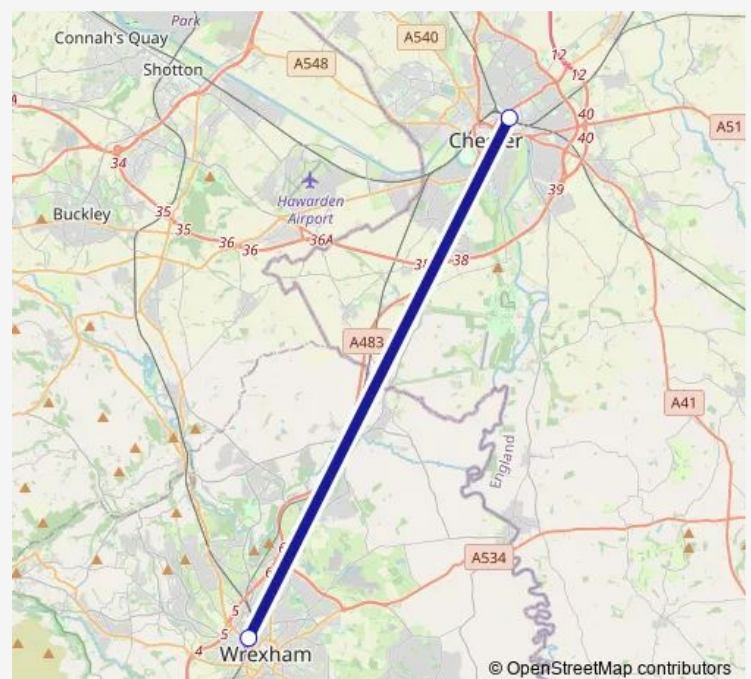 Park
Connah's Quay
A540
12
A548
Shotton
12
40
A51
Chester
40
34
Hawarden
Airport
39
Buckley
35
35
36
36
36A
38
A483
A41
England
A534
6
5
5
4
Wrexham
© OpenStreetMap contributors